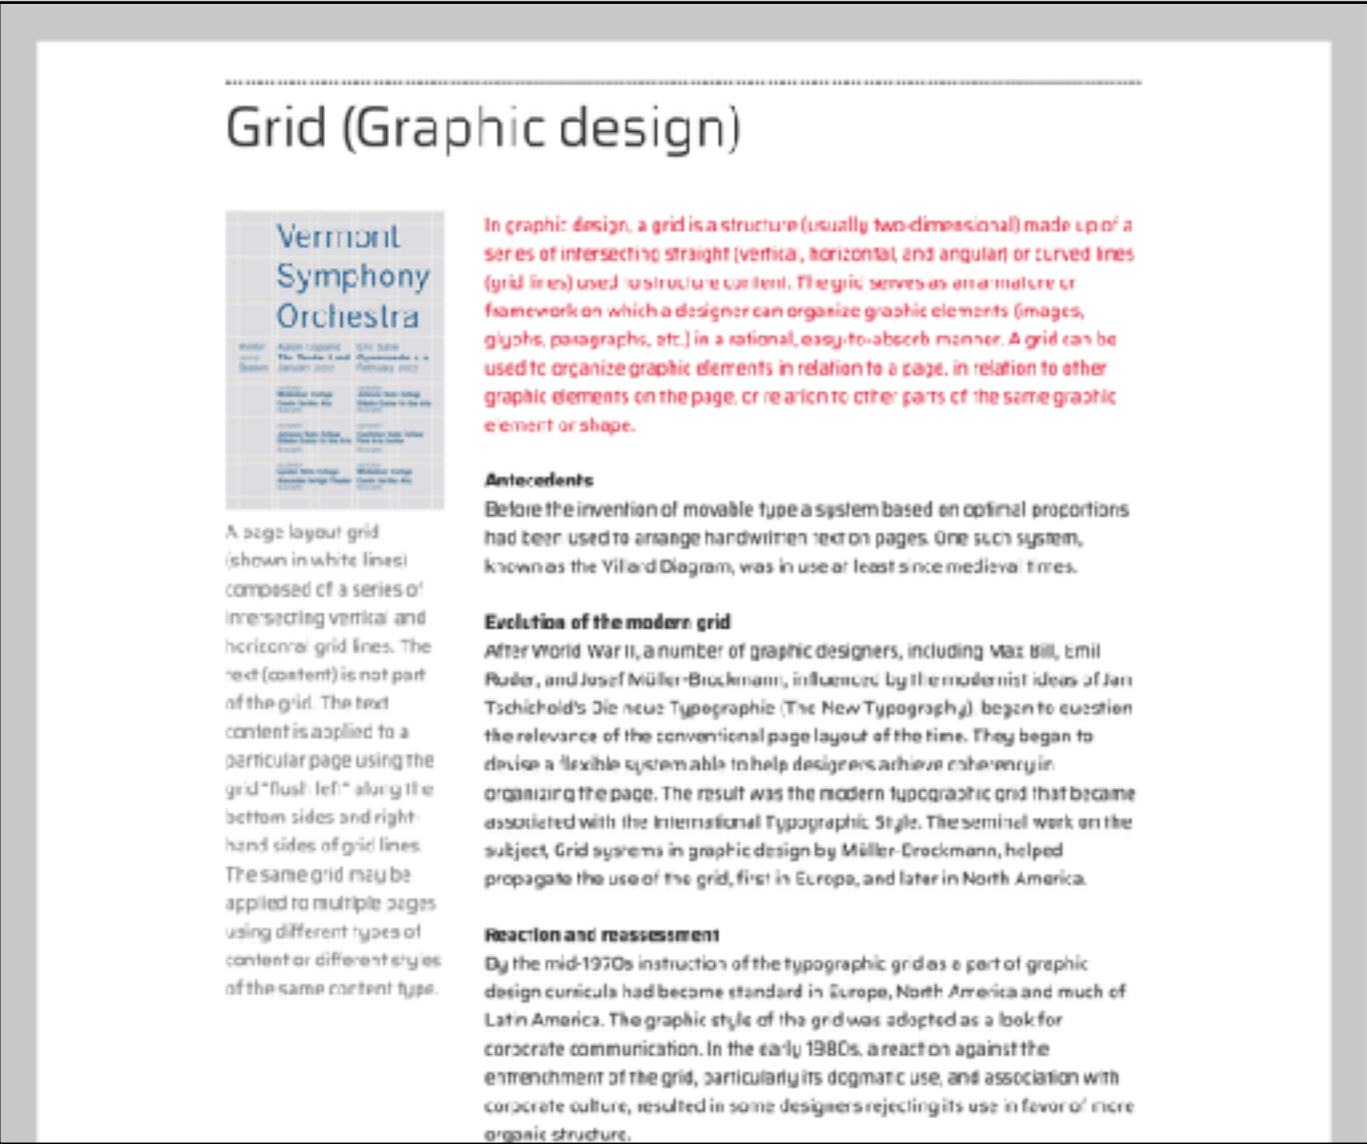 Grid (Graphic design)
Vermont
Symphony
Orchestra
Winter
Season
Aaron Copland
The Tender Land
January 2007
Eric Satie
Gymnopedie 1, 2
February 2007
A page layout grid
(shown in white lines)
composed of a series of
intersecting vertical and
horizontal grid lines. The
text (content) is not part
of the grid. The text
content is applied to a
particular page using the
grid "flush left" along the
bottom sides and right-
hand sides of grid lines.
The same grid may be
applied to multiple pages
using different types of
content or different styles
of the same content type.
In graphic design, a grid is a structure (usually two-dimensional) made up of a
series of intersecting straight (vertical, horizontal, and angular) or curved lines
(grid lines) used to structure content. The grid serves as an armature or
framework on which a designer can organize graphic elements (images,
glyphs, paragraphs, etc.) in a rational, easy-to-absorb manner. A grid can be
used to organize graphic elements in relation to a page, in relation to other
graphic elements on the page, or relation to other parts of the same graphic
element or shape.
Antecedents
Before the invention of movable type a system based on optimal proportions
had been used to arrange handwritten text on pages. One such system,
known as the Villard Diagram, was in use at least since medieval times.
Evolution of the modern grid
After World War II, a number of graphic designers, including Max Bill, Emil
Ruder, and Josef Müller-Brockmann, influenced by the modernist ideas of Jan
Tschichold's Die neue Typographie (The New Typography), began to question
the relevance of the conventional page layout of the time. They began to
devise a flexible system able to help designers achieve coherency in
organizing the page. The result was the modern typographic grid that became
associated with the International Typographic Style. The seminal work on the
subject, Grid systems in graphic design by Müller-Brockmann, helped
propagate the use of the grid, first in Europe, and later in North America.
Reaction and reassessment
By the mid-1970s instruction of the typographic grid as a part of graphic
design curricula had become standard in Europe, North America and much of
Latin America. The graphic style of the grid was adopted as a look for
corporate communication. In the early 1980s, a reaction against the
entrenchment of the grid, particularly its dogmatic use, and association with
corporate culture, resulted in some designers rejecting its use in favor of more
organic structure.